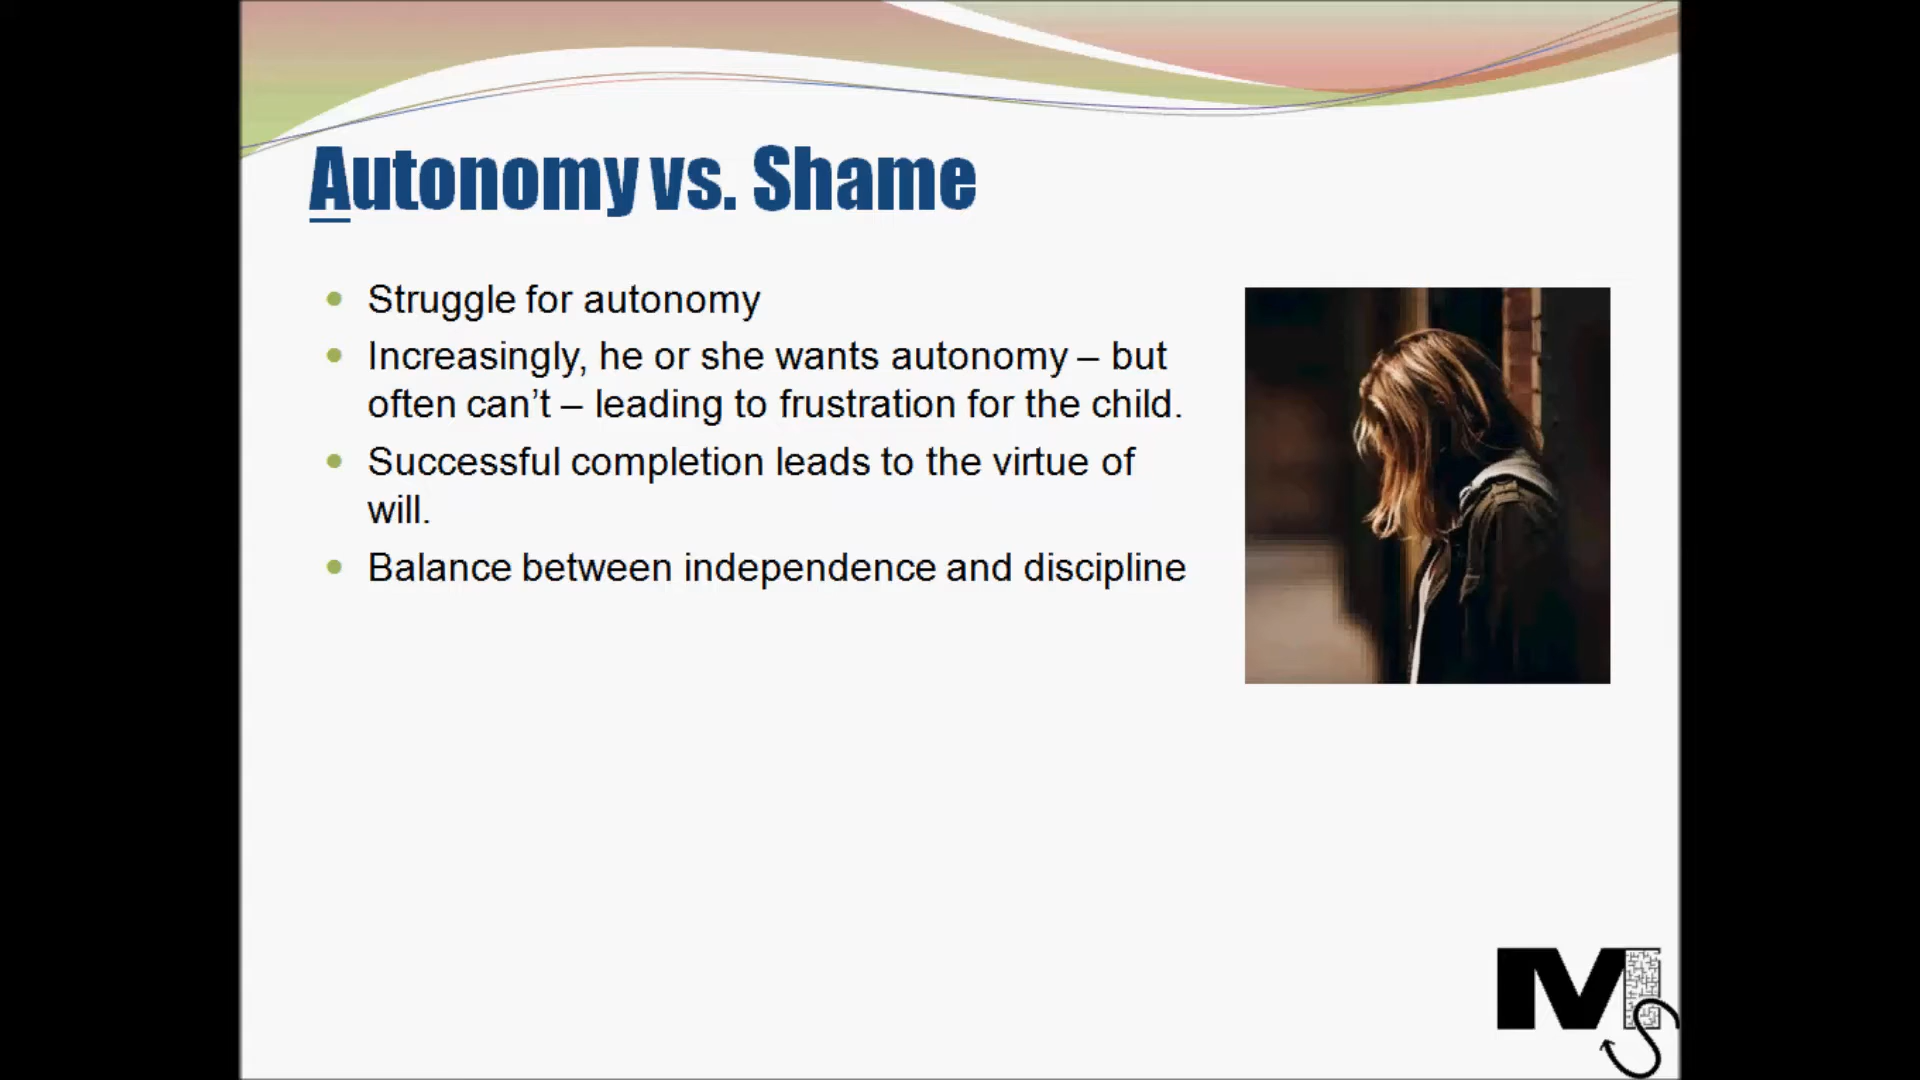 Autonomy vs. Shame
• Struggle for autonomy
• Increasingly, he or she wants autonomy – but
often can’t – leading to frustration for the child.
• Successful completion leads to the virtue of
will.
• Balance between independence and discipline
MS